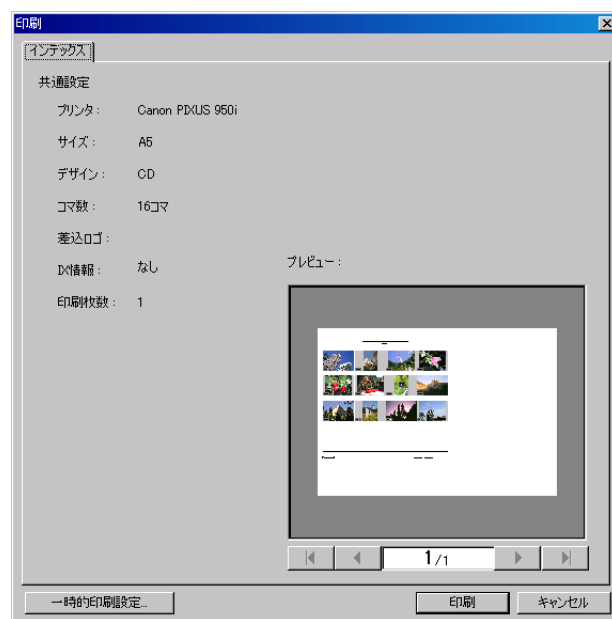 印刷
インデックス
共通設定
プリンタ： Canon PIXUS 950i
サイズ： A5
デザイン： CD
コマ数： 16コマ
差込ロゴ：
IX情報： なし
印刷枚数： 1
プレビュー：
1/1
一時的印刷設定...
印刷
キャンセル